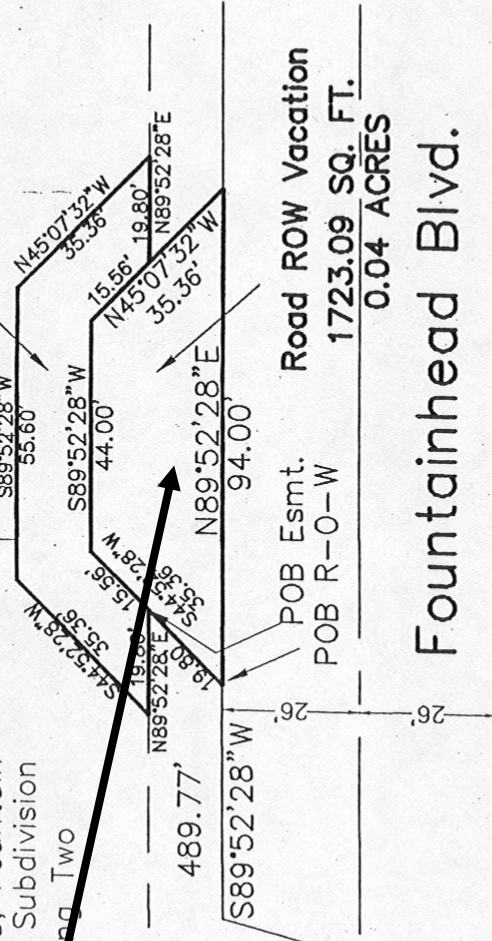 Subdivision
Two
S89°52'28"W
55.60'
N45°07'32"W
35.36'
S44°52'28"W
35.36'
S89°52'28"W
44.00'
15.56'
N45°07'32"W
35.36'
19.80'
N89°52'28"E
15.56'
S44°52'28"W
35.36'
19.80'
N89°52'28"E
19.80'
N89°52'28"E
94.00'
489.77'
S89°52'28"W
POB Esmt.
POB R-O-W
Road ROW Vacation
1723.09 SQ. FT.
0.04 ACRES
26'
26'
Fountainhead Blvd.